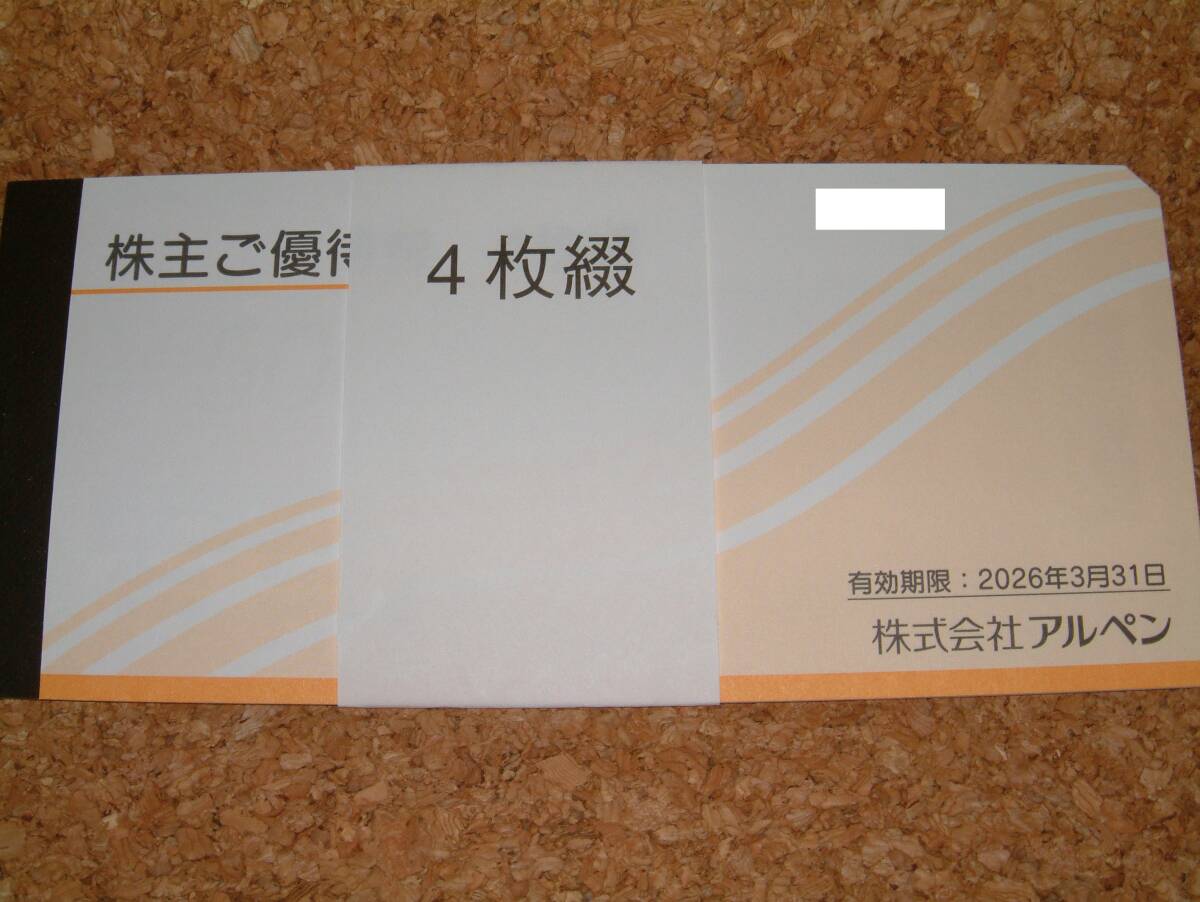 株主ご優待
4枚綴
有効期限：2026年3月31日
株式会社アルペン